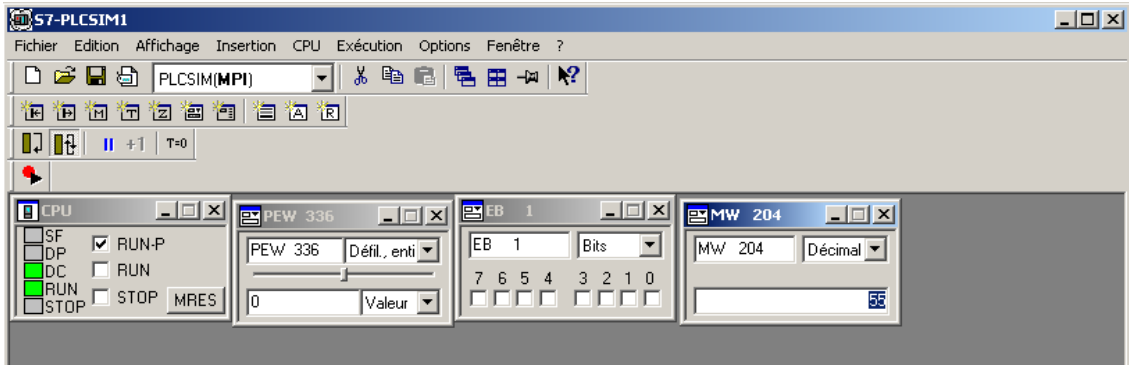 S7-PLCSIM1
Fichier Edition Affichage Insertion CPU Exécution Options Fenêtre ?
PLCSIM(MPI)
E A M T Z A R
+1 T=0
CPU
SF
DP
DC
RUN
STOP
RUN-P
RUN
STOP MRES
PEW 336
PEW 336 Défil., enti
0 Valeur
EB 1
EB 1 Bits
7 6 5 4 3 2 1 0
MW 204
MW 204 Décimal
55